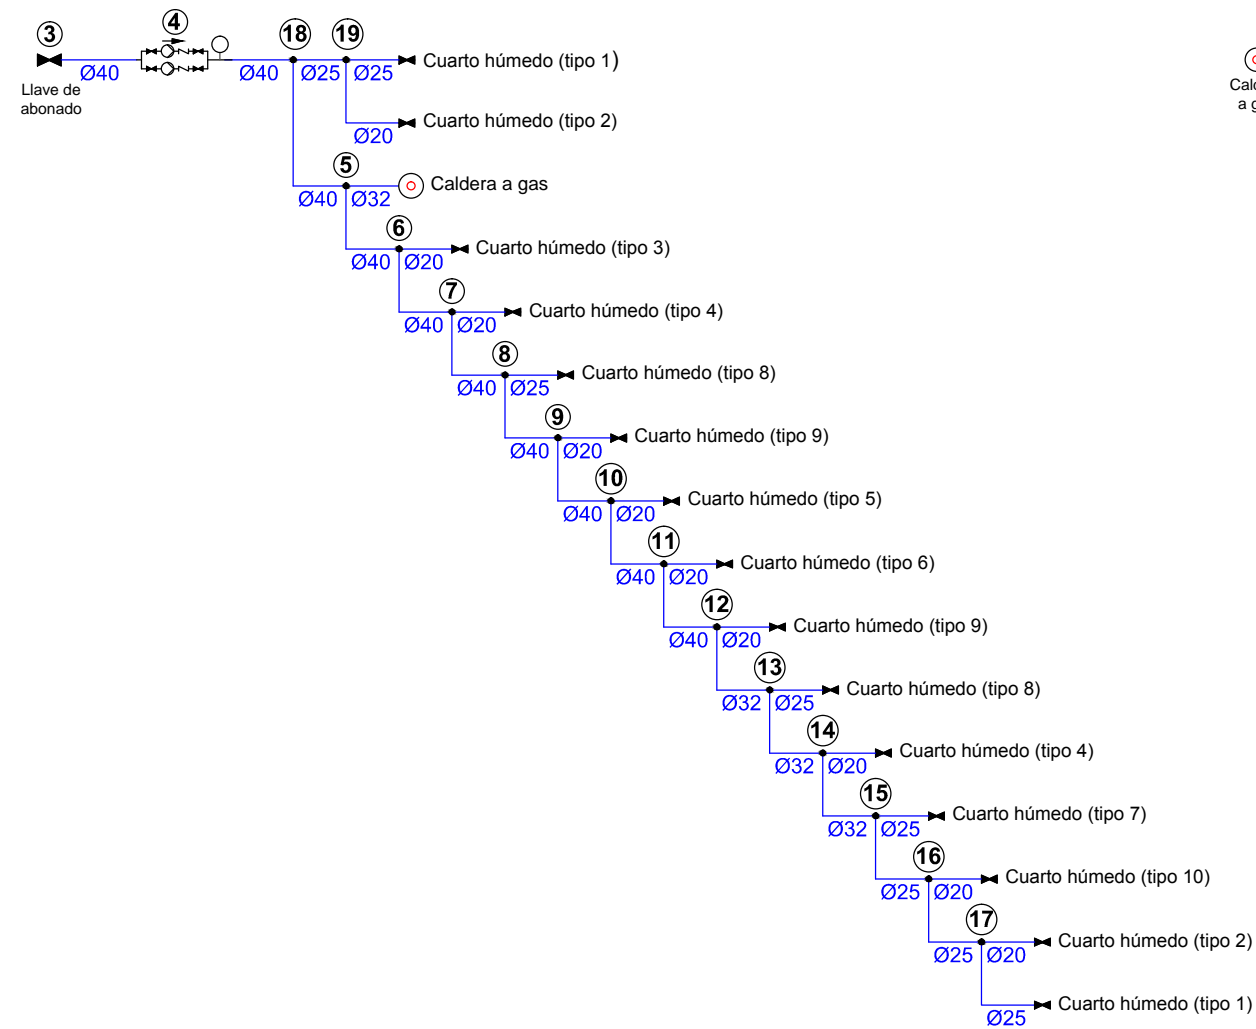 3
4
18
19
Cuarto húmedo (tipo 1)
Ø40
Ø40
Ø25
Ø25
Llave de
abonado
Cald
a g
Cuarto húmedo (tipo 2)
Ø20
5
Caldera a gas
Ø40
Ø32
6
Cuarto húmedo (tipo 3)
Ø40
Ø20
7
Cuarto húmedo (tipo 4)
Ø40
Ø20
8
Cuarto húmedo (tipo 8)
Ø40
Ø25
9
Cuarto húmedo (tipo 9)
Ø40
Ø20
10
Cuarto húmedo (tipo 5)
Ø40
Ø20
11
Cuarto húmedo (tipo 6)
Ø40
Ø20
12
Cuarto húmedo (tipo 9)
Ø40
Ø20
13
Cuarto húmedo (tipo 8)
Ø32
Ø25
14
Cuarto húmedo (tipo 4)
Ø32
Ø20
15
Cuarto húmedo (tipo 7)
Ø32
Ø25
16
Cuarto húmedo (tipo 10)
Ø25
Ø20
17
Cuarto húmedo (tipo 2)
Ø25
Ø20
Cuarto húmedo (tipo 1)
Ø25